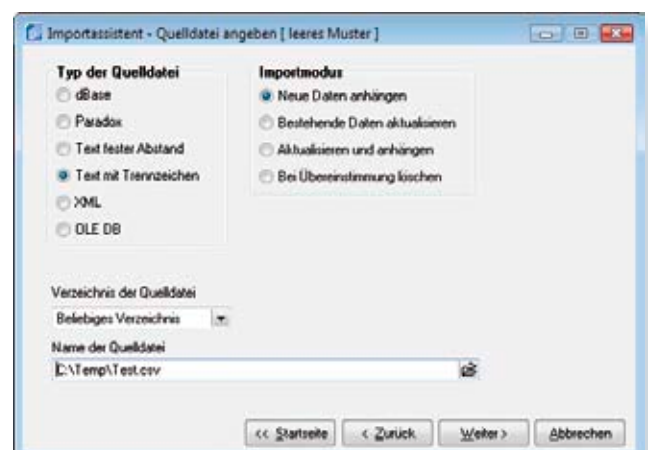 Importassistent - Quelldatei angeben [ leeres Muster ]
Typ der Quelldatei
dBase
Paradox
Text fester Abstand
Text mit Trennzeichen
XML
OLE DB
Importmodus
Neue Daten anhängen
Bestehende Daten aktualisieren
Aktualisieren und anhängen
Bei Übereinstimmung löschen
Verzeichnis der Quelldatei
Beliebiges Verzeichnis
Name der Quelldatei
C:\Temp\Test.csv
<< Startseite
< Zurück
Weiter >
Abbrechen